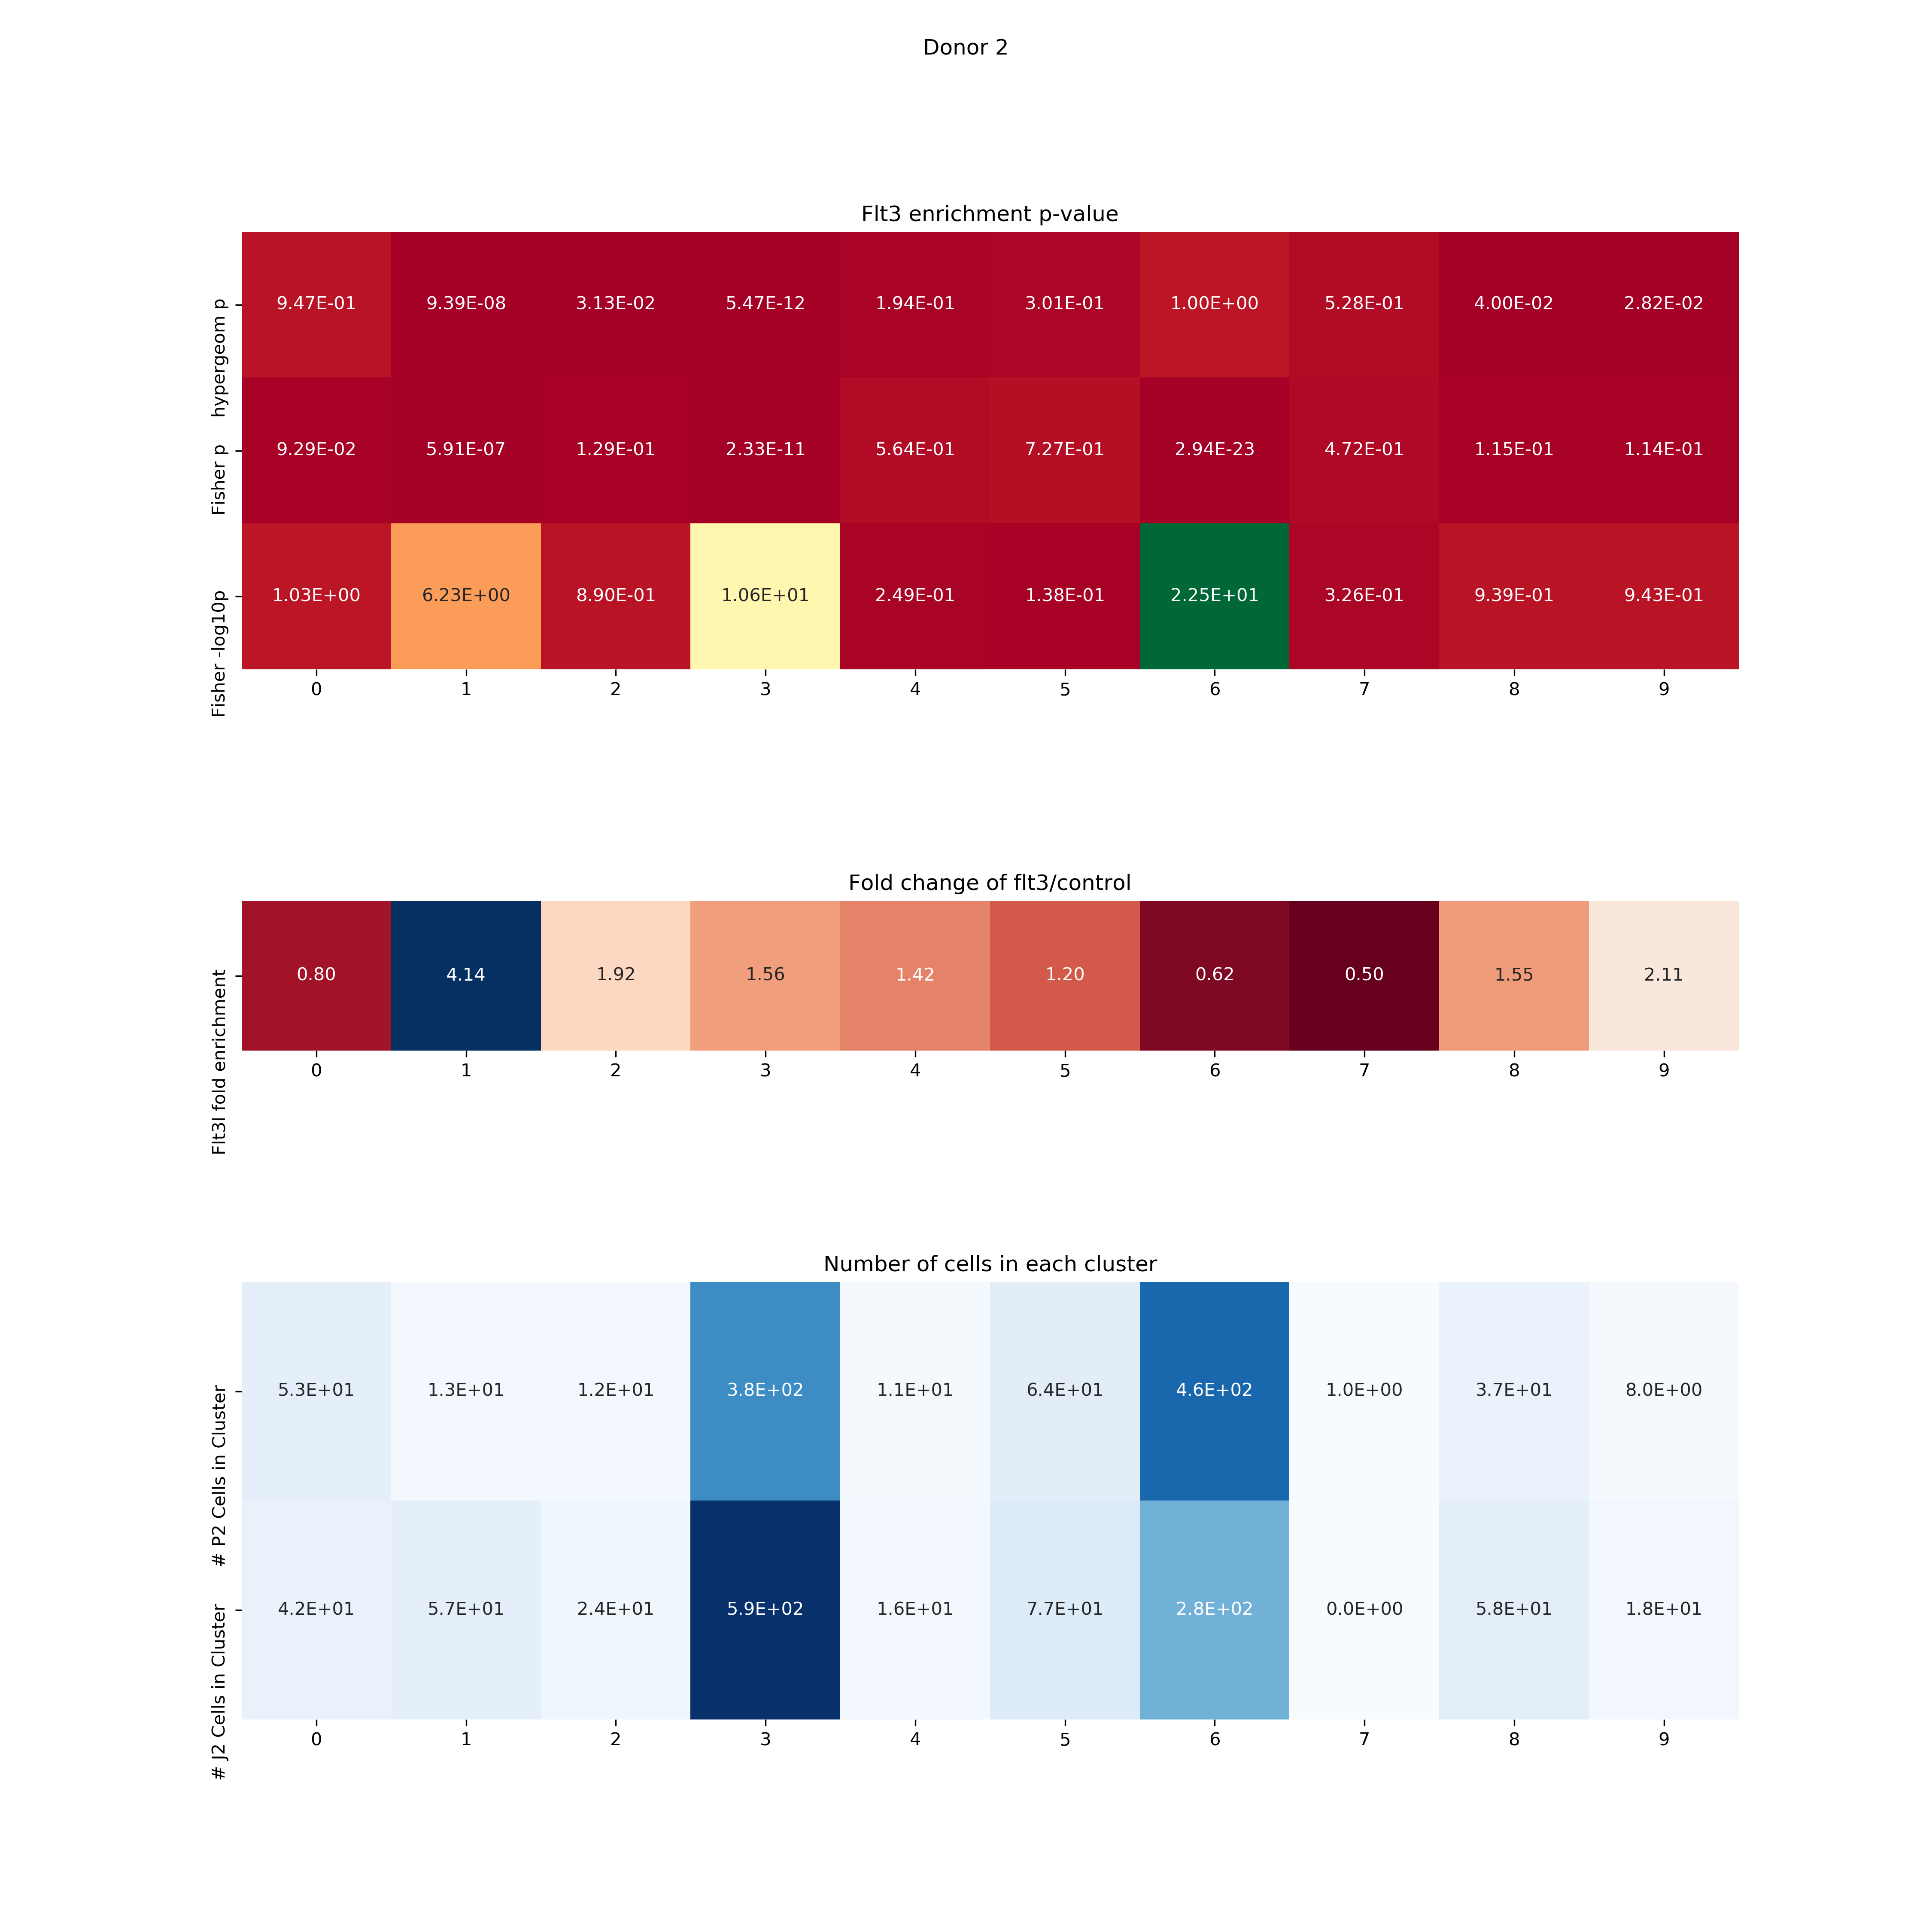 Donor 2
Flt3 enrichment p-value
hypergeom p
9.47E-01 9.39E-08 3.13E-02 5.47E-12 1.94E-01 3.01E-01 1.00E+00 5.28E-01 4.00E-02 2.82E-02
Fisher p
9.29E-02 5.91E-07 1.29E-01 2.33E-11 5.64E-01 7.27E-01 2.94E-23 4.72E-01 1.15E-01 1.14E-01
Fisher -log10p
1.03E+00 6.23E+00 8.90E-01 1.06E+01 2.49E-01 1.38E-01 2.25E+01 3.26E-01 9.39E-01 9.43E-01
0 1 2 3 4 5 6 7 8 9
Fold change of flt3/control
Flt3l fold enrichment
0.80 4.14 1.92 1.56 1.42 1.20 0.62 0.50 1.55 2.11
0 1 2 3 4 5 6 7 8 9
Number of cells in each cluster
# P2 Cells in Cluster
5.3E+01 1.3E+01 1.2E+01 3.8E+02 1.1E+01 6.4E+01 4.6E+02 1.0E+00 3.7E+01 8.0E+00
# J2 Cells in Cluster
4.2E+01 5.7E+01 2.4E+01 5.9E+02 1.6E+01 7.7E+01 2.8E+02 0.0E+00 5.8E+01 1.8E+01
0 1 2 3 4 5 6 7 8 9